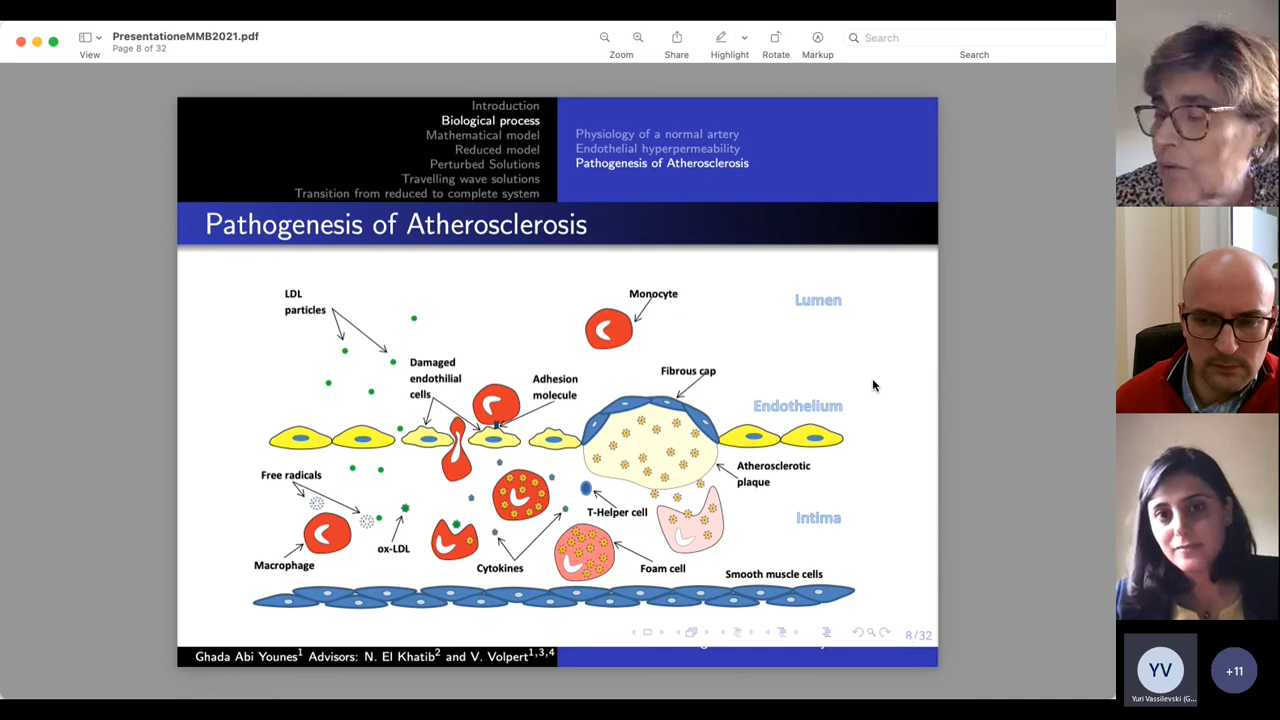 PresentationeMMB2021.pdf
Page 8 of 32
View
Zoom
Share
Highlight
Rotate
Markup
Search
Search
Introduction
Biological process
Mathematical model
Reduced model
Perturbed Solutions
Travelling wave solutions
Transition from reduced to complete system
Physiology of a normal artery
Endothelial hyperpermeability
Pathogenesis of Atherosclerosis
Pathogenesis of Atherosclerosis
LDL
particles
Monocyte
Lumen
Damaged
endothilial
cells
Adhesion
molecule
Fibrous cap
Endothelium
Free radicals
Atherosclerotic
plaque
T-Helper cell
Intima
ox-LDL
Macrophage
Cytokines
Foam cell
Smooth muscle cells
8/32
Ghada Abi Younes1 Advisors: N. El Khatib2 and V. Volpert1,3,4
YV
+11
Yuri Vassilevski (G...